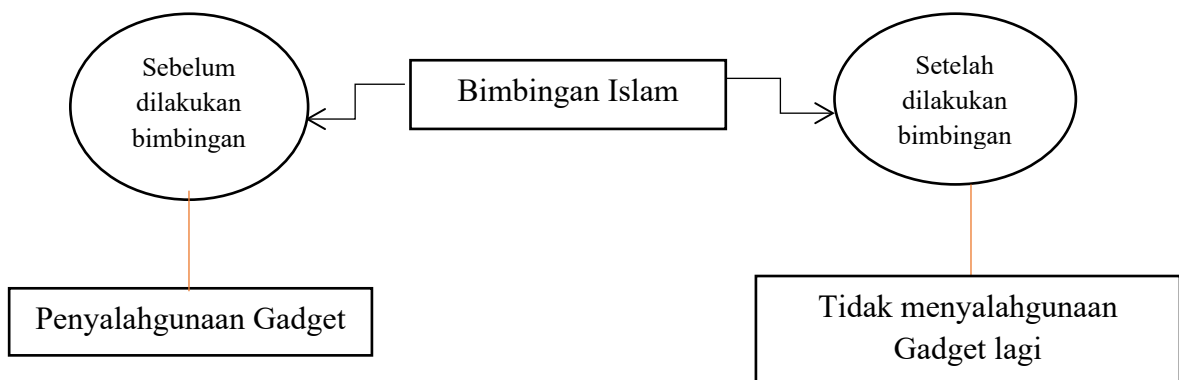 Sebelum
dilakukan
bimbingan
Bimbingan Islam
Setelah
dilakukan
bimbingan
Penyalahgunaan Gadget
Tidak menyalahgunaan
Gadget lagi